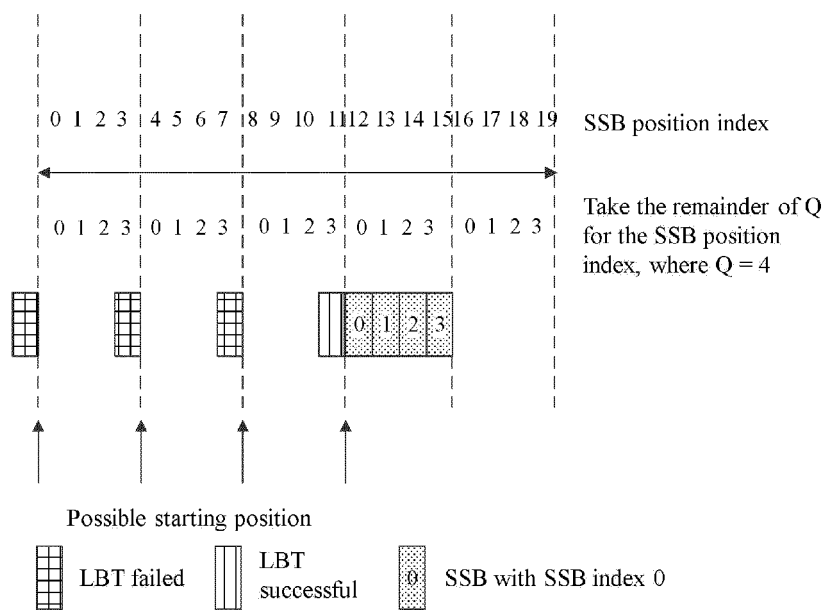 0 1 2 3 4 5 6 7 8 9 10 11 12 13 14 15 16 17 18 19 SSB position index
0 1 2 3 0 1 2 3 0 1 2 3 0 1 2 3 0 1 2 3
Take the remainder of Q
for the SSB position
index, where Q = 4
0 1 2 3
Possible starting position
LBT failed
LBT
successful
0
SSB with SSB index 0